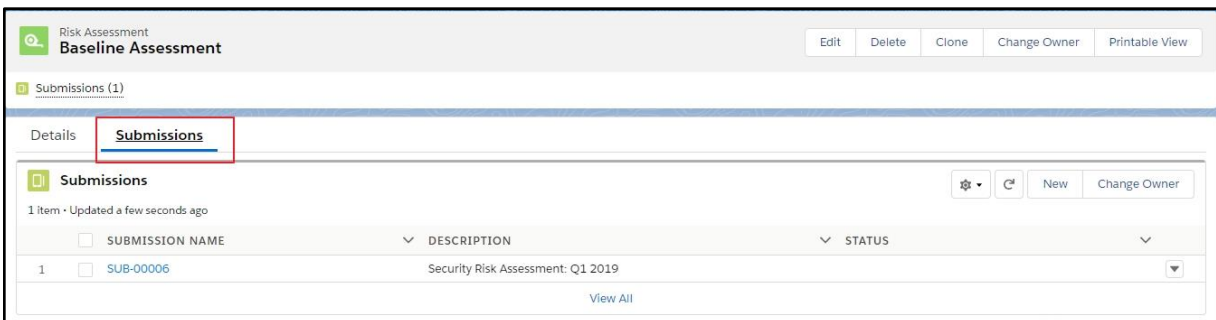 Risk Assessment
Baseline Assessment
Edit Delete Clone Change Owner Printable View
Submissions (1)
Details Submissions
Submissions
New Change Owner
1 item • Updated a few seconds ago
SUBMISSION NAME DESCRIPTION STATUS
1 SUB-00006 Security Risk Assessment: Q1 2019
View All